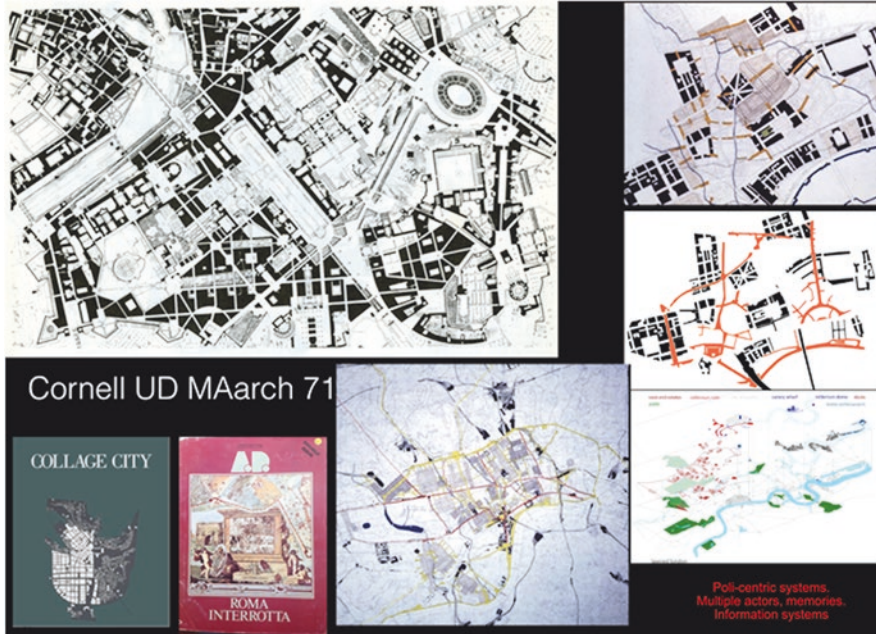 Cornell UD MAarch 71
COLLAGE CITY
A.D.
ROMA
INTERROTTA
Poli-centric systems.
Multiple actors, memories.
Information systems